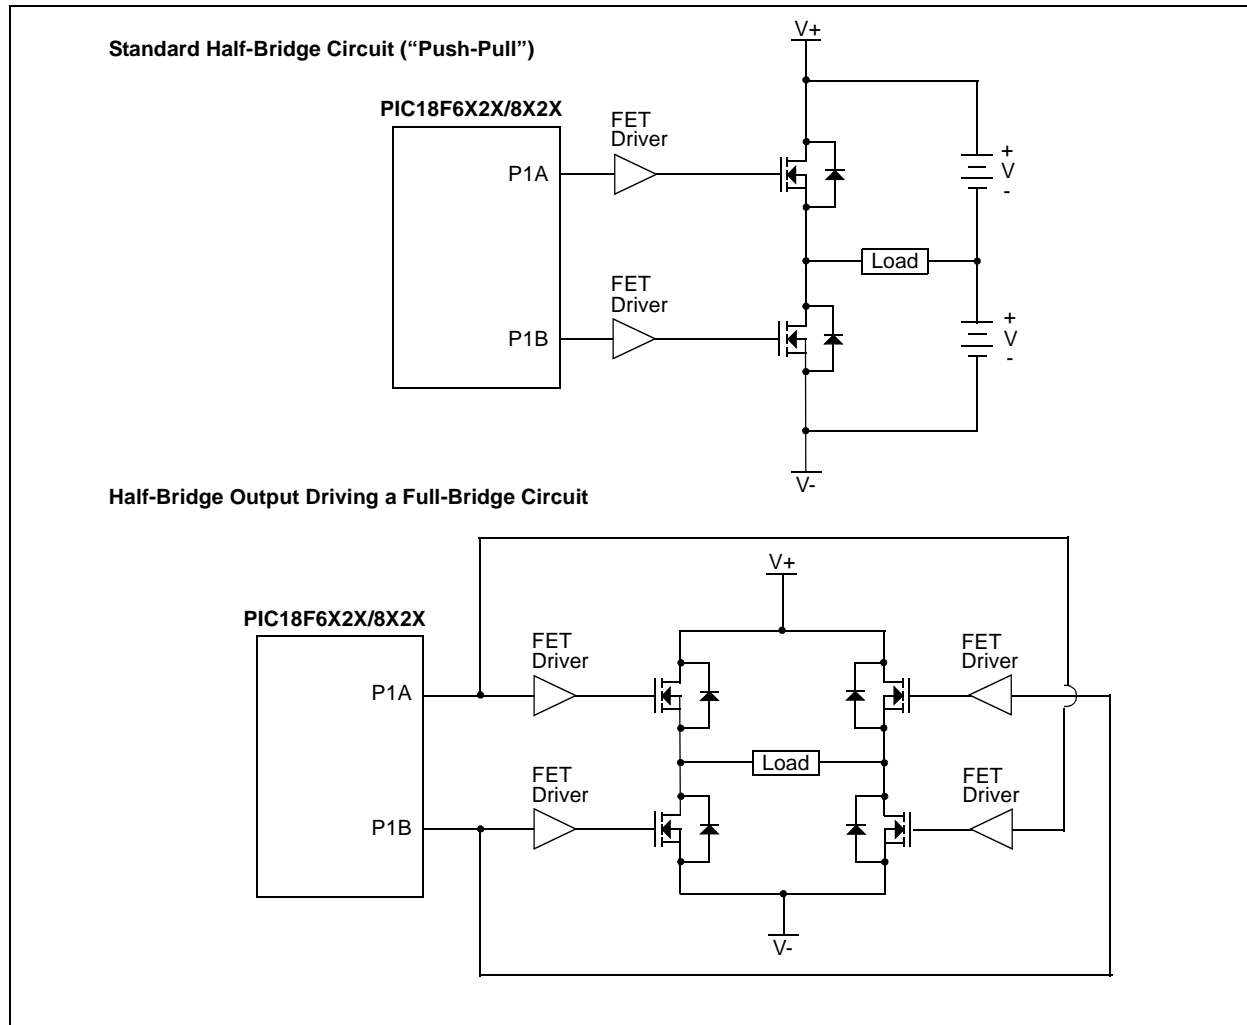 Standard Half-Bridge Circuit (“Push-Pull”)
V+
PIC18F6X2X/8X2X
FET
Driver
P1A
+
V
-
Load
FET
Driver
P1B
+
V
-
V-
Half-Bridge Output Driving a Full-Bridge Circuit
V+
PIC18F6X2X/8X2X
FET
Driver
FET
Driver
P1A
Load
FET
Driver
FET
Driver
P1B
V-